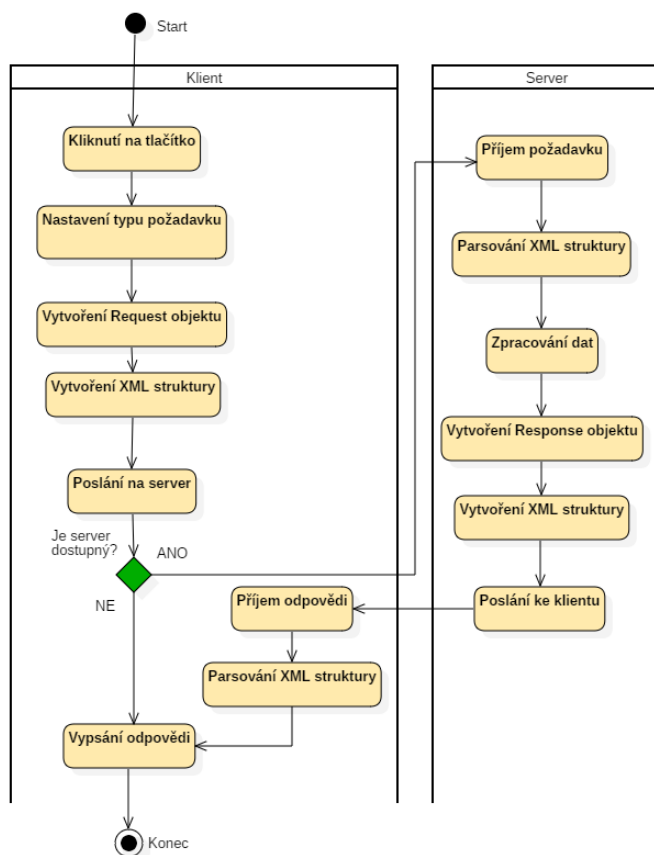 Start
Klient
Kliknutí na tlačítko
Nastavení typu požadavku
Vytvoření Request objektu
Vytvoření XML struktury
Poslání na server
Je server
dostupný?
ANO
NE
Server
Příjem požadavku
Parsování XML struktury
Zpracování dat
Vytvoření Response objektu
Vytvoření XML struktury
Poslání ke klientu
Příjem odpovědi
Parsování XML struktury
Vypsání odpovědi
Konec